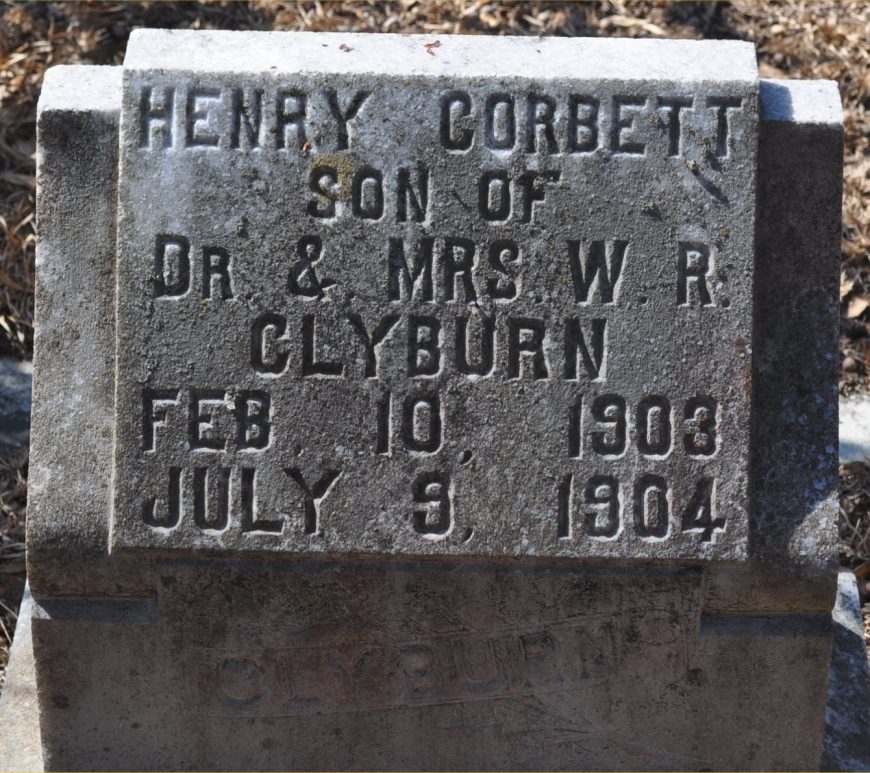 HENRY CORBETT
SON OF
DR. & MRS. W. R.
CLYBURN
FEB. 10, 1903
JULY 9, 1904
CLYBURN